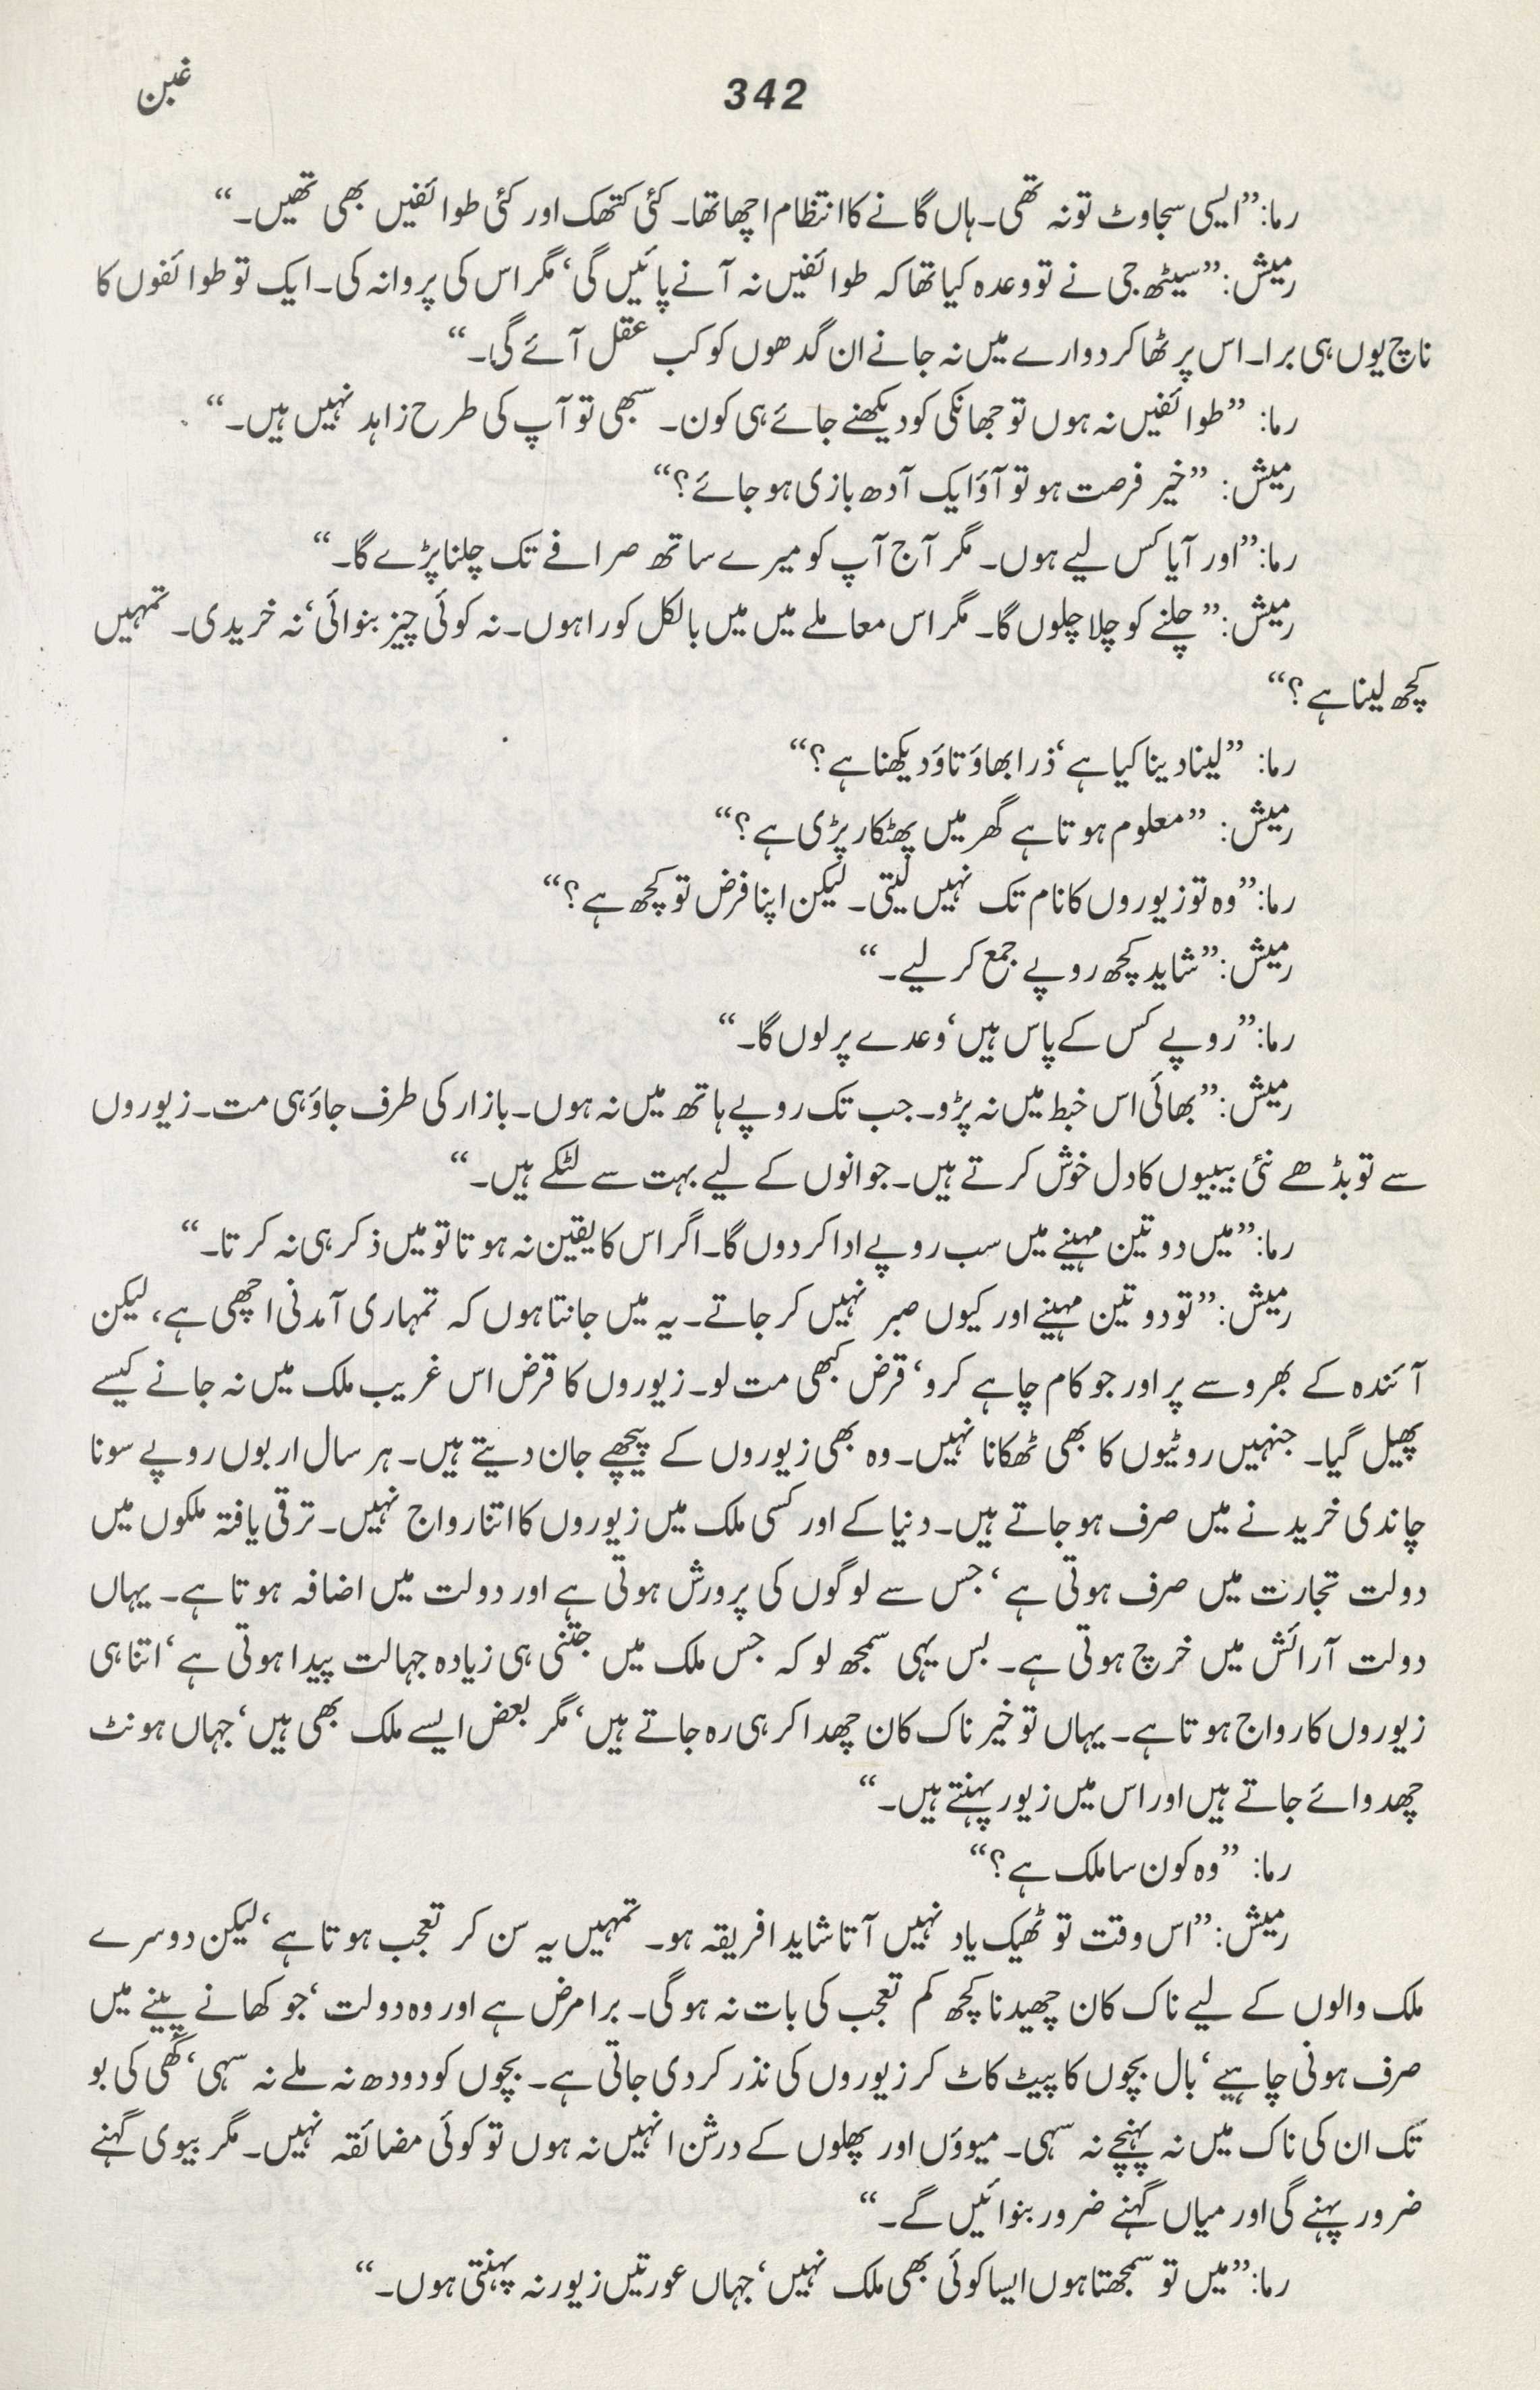 غبن
342
رما:”ایسی سجاوٹ تو نہ تھی۔ ہاں گانے کا انتظام اچھا تھا۔ کئی کتھک اور کئی طوائفیں بھی تھیں۔“
رمیش:”سیٹھ جی نے تو وعدہ کیا تھا کہ طوائفیں نہ آنے پائیں گی‘ مگر اس کی پروا نہ کی۔ ایک تو طوائفوں کا
ناچ یوں ہی برا۔ اس پر ٹھاکر دوارے میں نہ جانے ان گدھوں کو کب عقل آئے گی۔“
رما: ”طوائفیں نہ ہوں تو جھانکی کو دیکھنے جائے ہی کون۔ سبھی تو آپ کی طرح زاہد نہیں ہیں۔“
رمیش: ”خیر فرصت ہو تو آؤ ایک آدھ بازی ہو جائے؟“
رما:”اور آیا کس لیے ہوں۔ مگر آج آپ کو میرے ساتھ صرافے تک چلنا پڑے گا۔“
رمیش:”چلنے کو چلا چلوں گا۔ مگر اس معاملے میں میں بالکل کورا ہوں۔ نہ کوئی چیز بنوائی‘ نہ خریدی۔ تمہیں
کچھ لینا ہے؟“
رما: ”لینا دینا کیا ہے‘ ذرا بھاؤ تاؤ دیکھنا ہے؟“
رمیش: ”معلوم ہوتا ہے گھر میں پھٹکار پڑی ہے؟“
رما:”وہ تو زیوروں کا نام تک نہیں لیتی۔ لیکن اپنا فرض تو کچھ ہے؟“
رمیش:”شاید کچھ روپے جمع کر لیے۔“
رما:”روپے کس کے پاس ہیں‘ وعدے پر لوں گا۔“
رمیش:”بھائی اس خبط میں نہ پڑو۔ جب تک روپے ہاتھ میں نہ ہوں۔ بازار کی طرف جاؤ ہی مت۔ زیوروں
سے تو بڈھے نئی بیبیوں کا دل خوش کرتے ہیں۔ جوانوں کے لیے بہت سے لٹکے ہیں۔“
رما:”میں دو تین مہینے میں سب روپے ادا کر دوں گا۔ اگر اس کا یقین نہ ہوتا تو میں ذکر ہی نہ کرتا۔“
رمیش:”تو دو تین مہینے اور کیوں صبر نہیں کر جاتے۔ یہ میں جانتا ہوں کہ تمہاری آمدنی اچھی ہے، لیکن
آئندہ کے بھروسے پر اور جو کام چاہے کرو‘ قرض کبھی مت لو۔ زیوروں کا قرض اس غریب ملک میں نہ جانے کیسے
پھیل گیا۔ جنہیں روٹیوں کا بھی ٹھکانا نہیں۔ وہ بھی زیوروں کے پیچھے جان دیتے ہیں۔ ہر سال اربوں روپے سونا
چاندی خریدنے میں صرف ہو جاتے ہیں۔ دنیا کے اور کسی ملک میں زیوروں کا اتنا رواج نہیں۔ ترقی یافتہ ملکوں میں
دولت تجارت میں صرف ہوتی ہے‘ جس سے لوگوں کی پرورش ہوتی ہے اور دولت میں اضافہ ہوتا ہے۔ یہاں
دولت آرائش میں خرچ ہوتی ہے۔ بس یہی سمجھ لو کہ جس ملک میں جتنی ہی زیادہ جہالت پیدا ہوتی ہے‘ اتنا ہی
زیوروں کا رواج ہوتا ہے۔ یہاں تو خیر ناک کان چھدا کر ہی رہ جاتے ہیں‘ مگر بعض ایسے ملک بھی ہیں‘ جہاں ہونٹ
چھدوائے جاتے ہیں اور اس میں زیور پہنتے ہیں۔“
رما: ”وہ کون سا ملک ہے؟“
رمیش:”اس وقت تو ٹھیک یاد نہیں آتا شاید افریقہ ہو۔ تمہیں یہ سن کر تعجب ہوتا ہے‘ لیکن دوسرے
ملک والوں کے لیے ناک کان چھیدنا کچھ کم تعجب کی بات نہ ہوگی۔ برا مرض ہے اور وہ دولت‘ جو کھانے پینے میں
صرف ہونی چاہیے‘ بال بچوں کا پیٹ کاٹ کر زیوروں کی نذر کر دی جاتی ہے۔ بچوں کو دودھ نہ ملے نہ سہی‘ گھی کی بو
تک ان کی ناک میں نہ پہنچے نہ سہی۔ میوؤں اور پھلوں کے درشن انہیں نہ ہوں تو کوئی مضائقہ نہیں۔ مگر بیوی گہنے
ضرور پہنے گی اور میاں گہنے ضرور بنوائیں گے۔“
رما:”میں تو سمجھتا ہوں ایسا کوئی بھی ملک نہیں‘ جہاں عورتیں زیور نہ پہنتی ہوں۔“